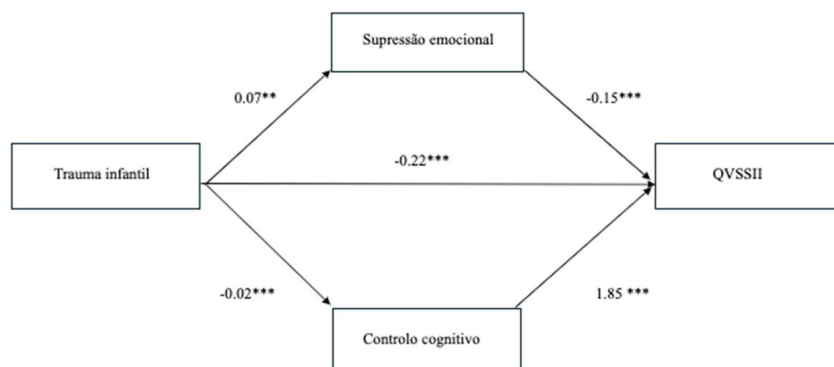 Supressão emocional
0.07**
-0.15***
Trauma infantil
-0.22***
QVSSII
-0.02***
1.85 ***
Controlo cognitivo